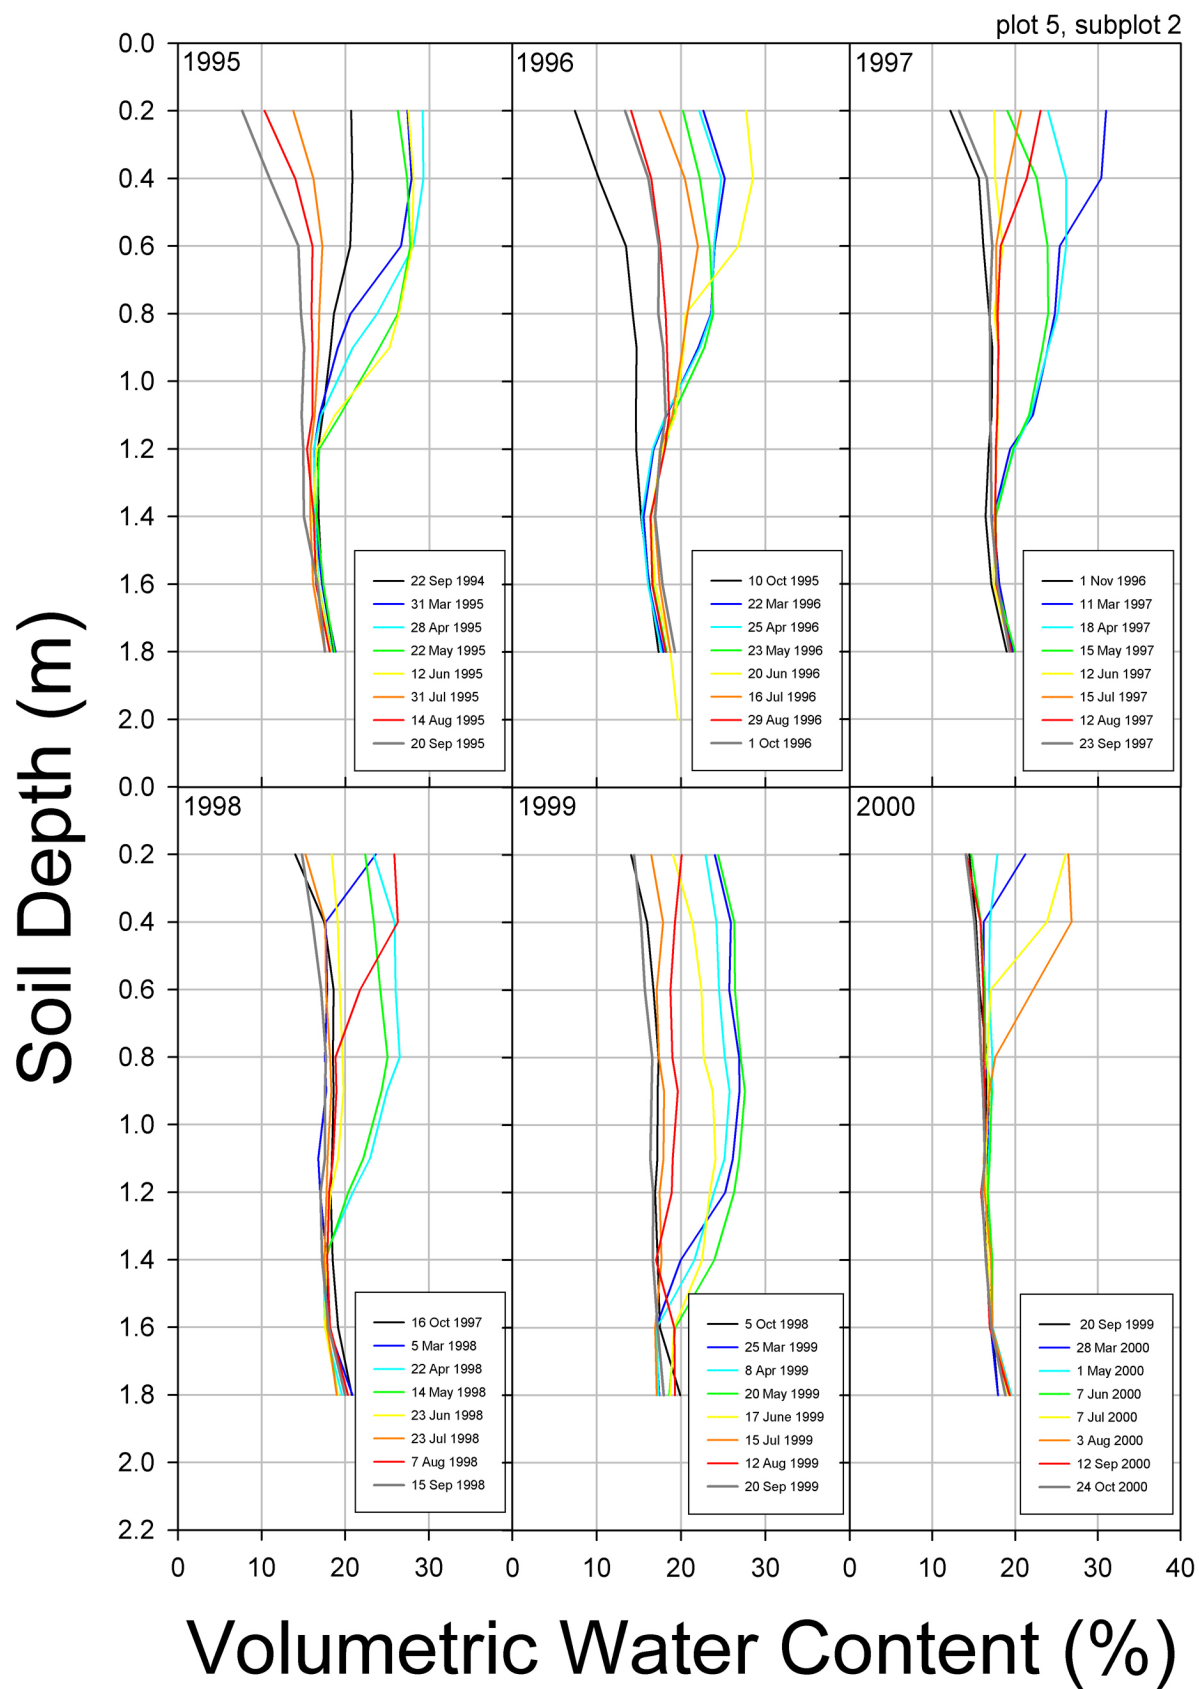 plot 5, subplot 2
0.0
0.2
0.4
0.6
0.8
1.0
1.2
1.4
1.6
1.8
2.0
1995
22 Sep 1994
31 Mar 1995
28 Apr 1995
22 May 1995
12 Jun 1995
31 Jul 1995
14 Aug 1995
20 Sep 1995
1996
10 Oct 1995
22 Mar 1996
25 Apr 1996
23 May 1996
20 Jun 1996
16 Jul 1996
29 Aug 1996
1 Oct 1996
1997
1 Nov 1996
11 Mar 1997
18 Apr 1997
15 May 1997
12 Jun 1997
15 Jul 1997
12 Aug 1997
23 Sep 1997
Soil Depth (m)
0.0
0.2
0.4
0.6
0.8
1.0
1.2
1.4
1.6
1.8
2.0
2.2
1998
16 Oct 1997
5 Mar 1998
22 Apr 1998
14 May 1998
23 Jun 1998
23 Jul 1998
7 Aug 1998
15 Sep 1998
1999
5 Oct 1998
25 Mar 1999
8 Apr 1999
20 May 1999
17 June 1999
15 Jul 1999
12 Aug 1999
20 Sep 1999
2000
20 Sep 1999
28 Mar 2000
1 May 2000
7 Jun 2000
7 Jul 2000
3 Aug 2000
12 Sep 2000
24 Oct 2000
0 10 20 30 0 10 20 30 0 10 20 30 40
Volumetric Water Content (%)